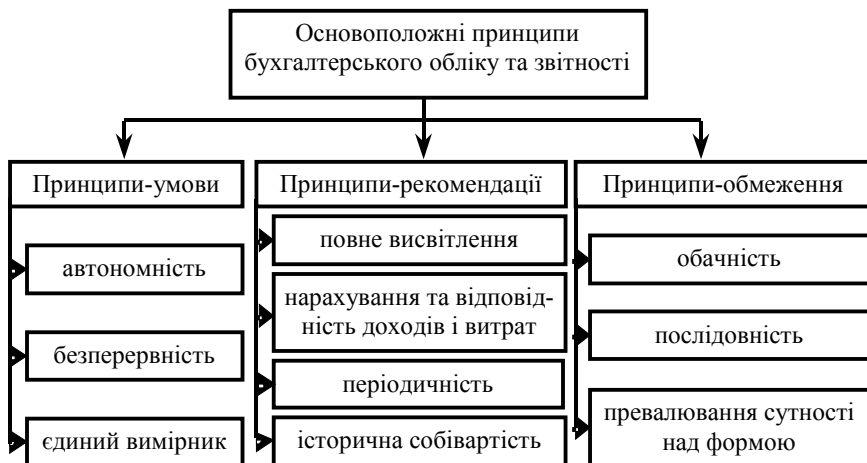 Основоположні принципи
бухгалтерського обліку та звітності
Принципи-умови
автономність
безперервність
єдиний вимірник
Принципи-рекомендації
повне висвітлення
нарахування та відповід-
ність доходів і витрат
періодичність
історична собівартість
Принципи-обмеження
обачність
послідовність
превалювання сутності
над формою